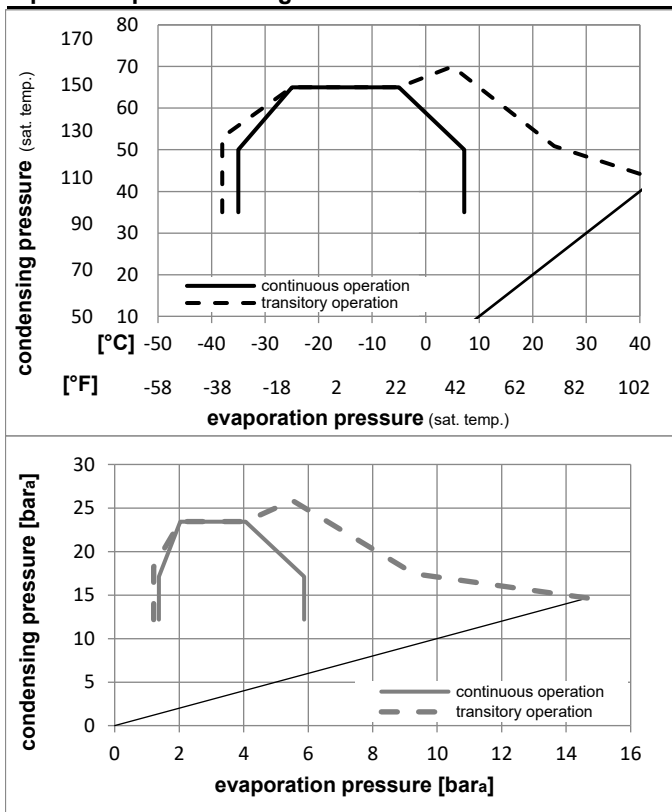 170 80
150 70
130 60
110 50
90 40
70 30
50 20
10
condensing pressure (sat. temp.)
continuous operation
transitory operation
[°C] -50 -40 -30 -20 -10 0 10 20 30 40
[°F] -58 -38 -18 2 22 42 62 82 102
evaporation pressure (sat. temp.)
30
25
20
15
10
5
0
condensing pressure [bara]
continuous operation
transitory operation
0 2 4 6 8 10 12 14 16
evaporation pressure [bara]